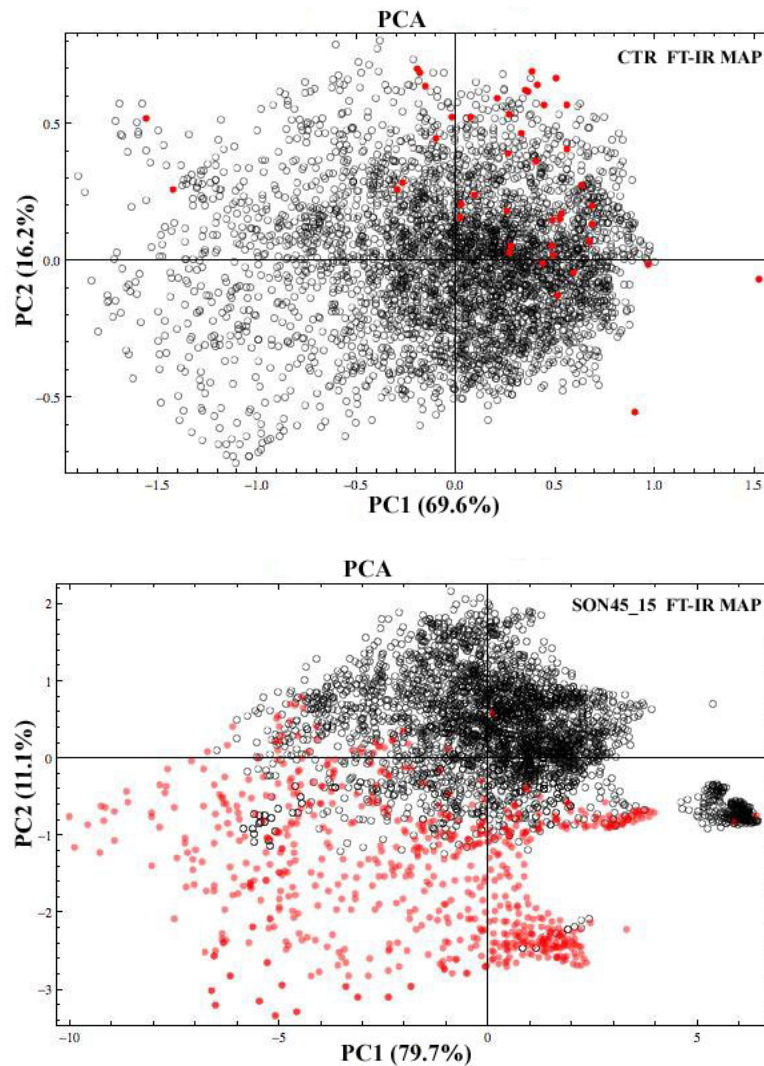 PCA
CTR FT-IR MAP
0.5
0.0
−0.5
PC2 (16.2%)
−1.5
−1.0
−0.5
0.0
0.5
1.0
1.5
PC1 (69.6%)
PCA
SON45_15 FT-IR MAP
2
1
0
−1
−2
−3
PC2 (11.1%)
−10
−5
0
5
PC1 (79.7%)